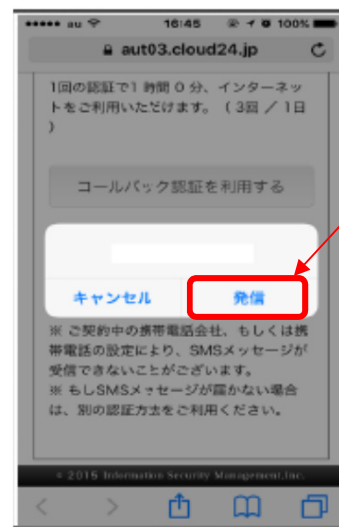 au 16:45 100%
aut03.cloud24.jp
1回の認証で1時間0分、インターネッ
トをご利用いただけます。（3回／1日
）
コールバック認証を利用する
キャンセル 発信
※ ご契約中の携帯電話会社、もしくは携
帯電話の設定により、SMSメッセージが
受信できないことがござい
ます。
※ もしSMSメッセージが届かない場合
は、別の認証方法をご利用ください。
© 2015 Information Security Management,Inc.